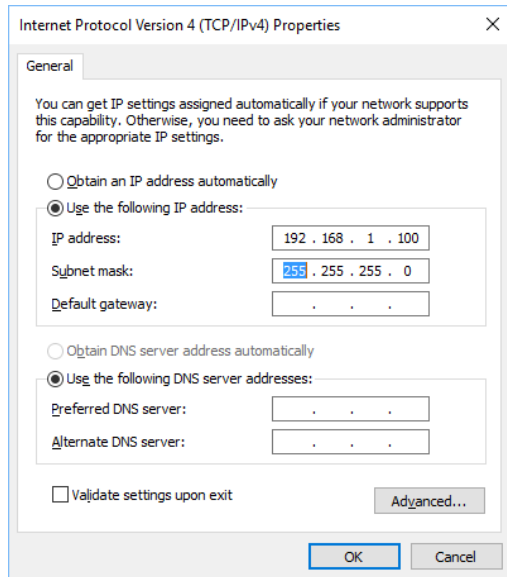 Internet Protocol Version 4 (TCP/IPv4) Properties
General
You can get IP settings assigned automatically if your network supports
this capability. Otherwise, you need to ask your network administrator
for the appropriate IP settings.
Obtain an IP address automatically
Use the following IP address:
IP address: 192 . 168 . 1 . 100
Subnet mask: 255 . 255 . 255 . 0
Default gateway: . . .
Obtain DNS server address automatically
Use the following DNS server addresses:
Preferred DNS server: . . .
Alternate DNS server: . . .
Validate settings upon exit
Advanced...
OK Cancel